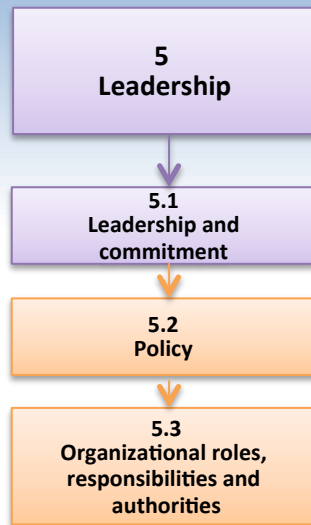 5
Leadership
5.1
Leadership and
commitment
5.2
Policy
5.3
Organizational roles,
responsibilities and
authorities